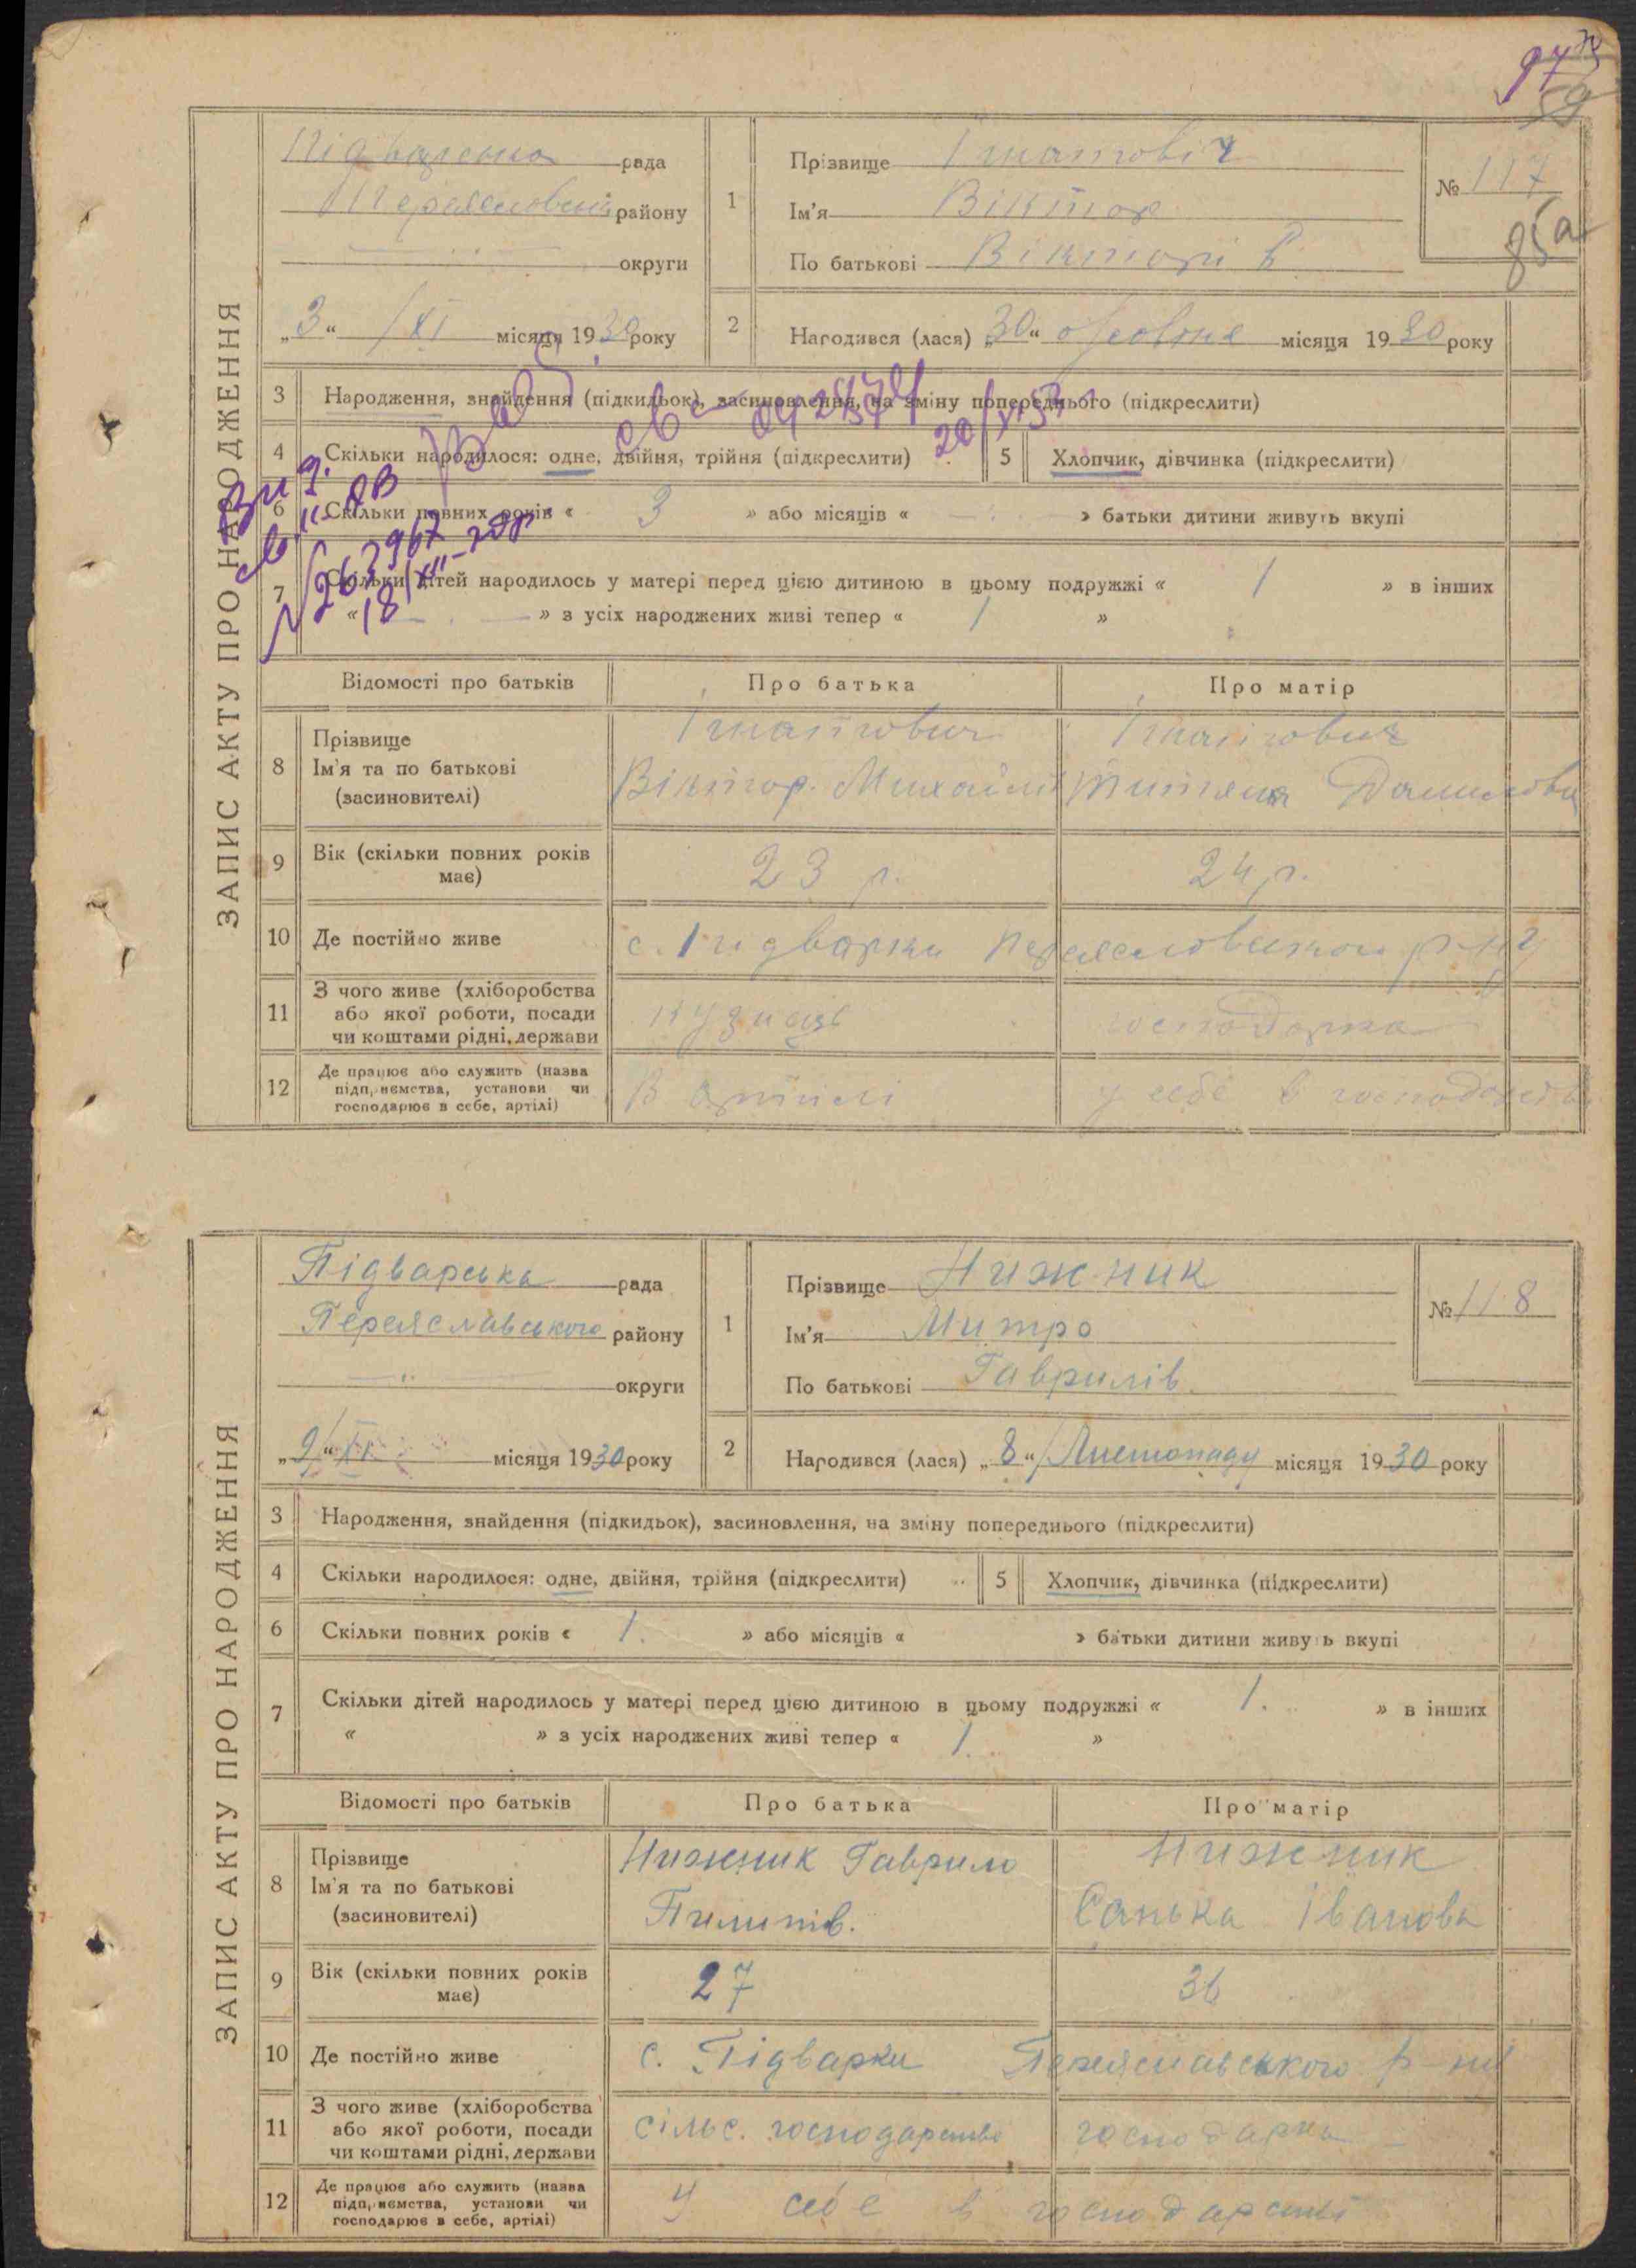 97
59
ЗАПИС АКТУ ПРО НАРОДЖЕННЯ
Підварська рада
Переяславський району
округи
„3“ /XI місяця 1930 року
1
Прізвище Ігнатович
Ім'я Віктор
По батькові Вікторів
№ 117
85а
2
Народився (лася) „30“ жовтня місяця 1930 року
3 Народження, знайдення (підкидьок), засиновлення, на зміну попереднього (підкреслити)
4 Скільки народилося: одне, двійня, трійня (підкреслити)
5 Хлопчик, дівчинка (підкреслити)
6 Скільки повних років « 3 » або місяців « » батьки дитини живуть вкупі
7 Скільки дітей народилось у матері перед цією дитиною в цьому подружжі « 1 » в інших
« — » з усіх народжених живі тепер « 1 »
263967
Відомості про батьків Про батька Про матір
8 Прізвище
Ім'я та по батькові
(засиновителі)
Ігнатович
Віктор. Михайлів
Ігнатович
Данилова
9 Вік (скільки повних років
має)
23 р.
24 р.
10 Де постійно живе
с. Підварки Переяславського р-ну
11 З чого живе (хліборобства
або якої роботи, посади
чи коштами рідні, держави
кузнець
господарка
12 Де працює або служить (назва
підприємства, установи чи
господарює в себе, артілі)
В артілі
у себе в господарстві
ЗАПИС АКТУ ПРО НАРОДЖЕННЯ
Підварська рада
Переяславського району
округи
„9“ XI місяця 1930 року
1
Прізвище Нижник
Ім'я Митро
По батькові Гаврилів.
№ 118
2
Народився (лася) „8“ Листопаду місяця 1930 року
3 Народження, знайдення (підкидьок), засиновлення, на зміну попереднього (підкреслити)
4 Скільки народилося: одне, двійня, трійня (підкреслити)
5 Хлопчик, дівчинка (підкреслити)
6 Скільки повних років « 1. » або місяців « » батьки дитини живуть вкупі
7 Скільки дітей народилось у матері перед цією дитиною в цьому подружжі « 1. » в інших
« » з усіх народжених живі тепер « 1. »
Відомості про батьків Про батька Про матір
8 Прізвище
Ім'я та по батькові
(засиновителі)
Нижник Гаврило
Пилипів.
Нижник
Санька Іванова
9 Вік (скільки повних років
має)
27
36
10 Де постійно живе
с. Підварки Переяславського р-ну
11 З чого живе (хліборобства
або якої роботи, посади
чи коштами рідні, держави
сільс. господарство
господарка
12 Де працює або служить (назва
підприємства, установи чи
господарює в себе, артілі)
У себе в господарстві